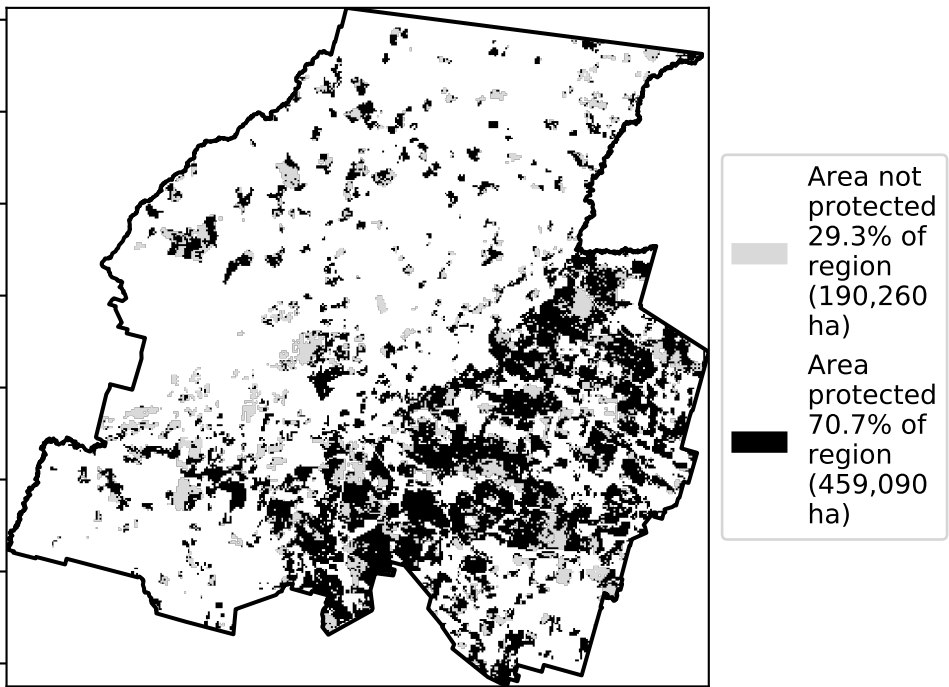 Area not
protected
29.3% of
region
(190,260
ha)
Area
protected
70.7% of
region
(459,090
ha)